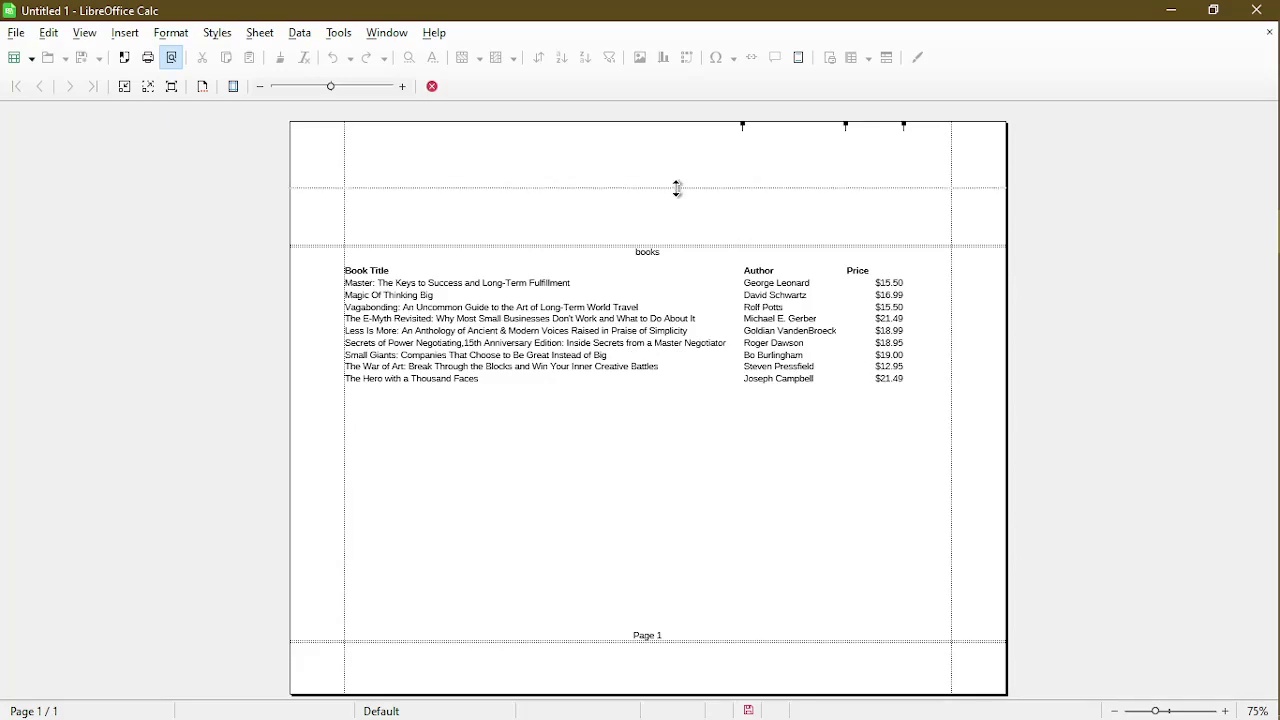 Untitled 1 - LibreOffice Calc
File Edit View Insert Format Styles Sheet Data Tools Window Help
books
Book Title Author Price
Master: The Keys to Success and Long-Term Fulfillment George Leonard $15.50
Magic Of Thinking Big David Schwartz $16.99
Vagabonding: An Uncommon Guide to the Art of Long-Term World Travel Rolf Potts $15.50
The E-Myth Revisited: Why Most Small Businesses Don't Work and What to Do About It Michael E. Gerber $21.49
Less Is More: An Anthology of Ancient & Modern Voices Raised in Praise of Simplicity Goldian VandenBroeck $18.99
Secrets of Power Negotiating,15th Anniversary Edition: Inside Secrets from a Master Negotiator Roger Dawson $18.95
Small Giants: Companies That Choose to Be Great Instead of Big Bo Burlingham $19.00
The War of Art: Break Through the Blocks and Win Your Inner Creative Battles Steven Pressfield $12.95
The Hero with a Thousand Faces Joseph Campbell $21.49
Page 1
Page 1 / 1 Default 75%